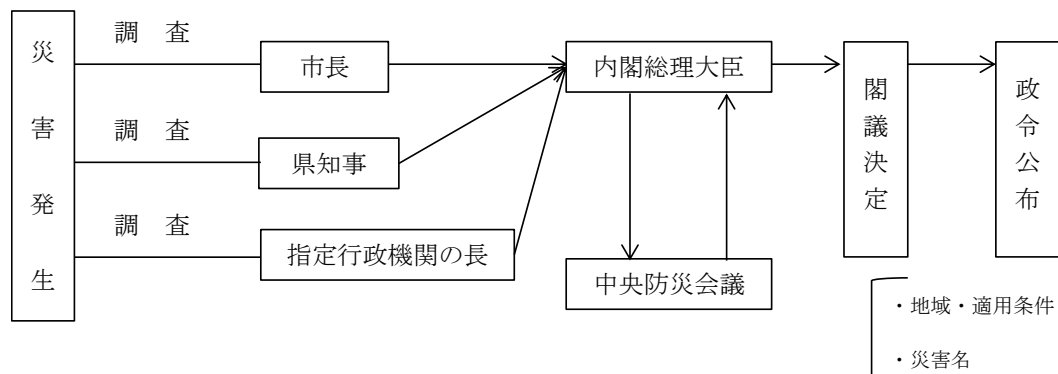 災害発生
調　査
市長
調　査
県知事
調　査
指定行政機関の長
内閣総理大臣
中央防災会議
閣議決定
政令公布
・地域・適用条件
・災害名